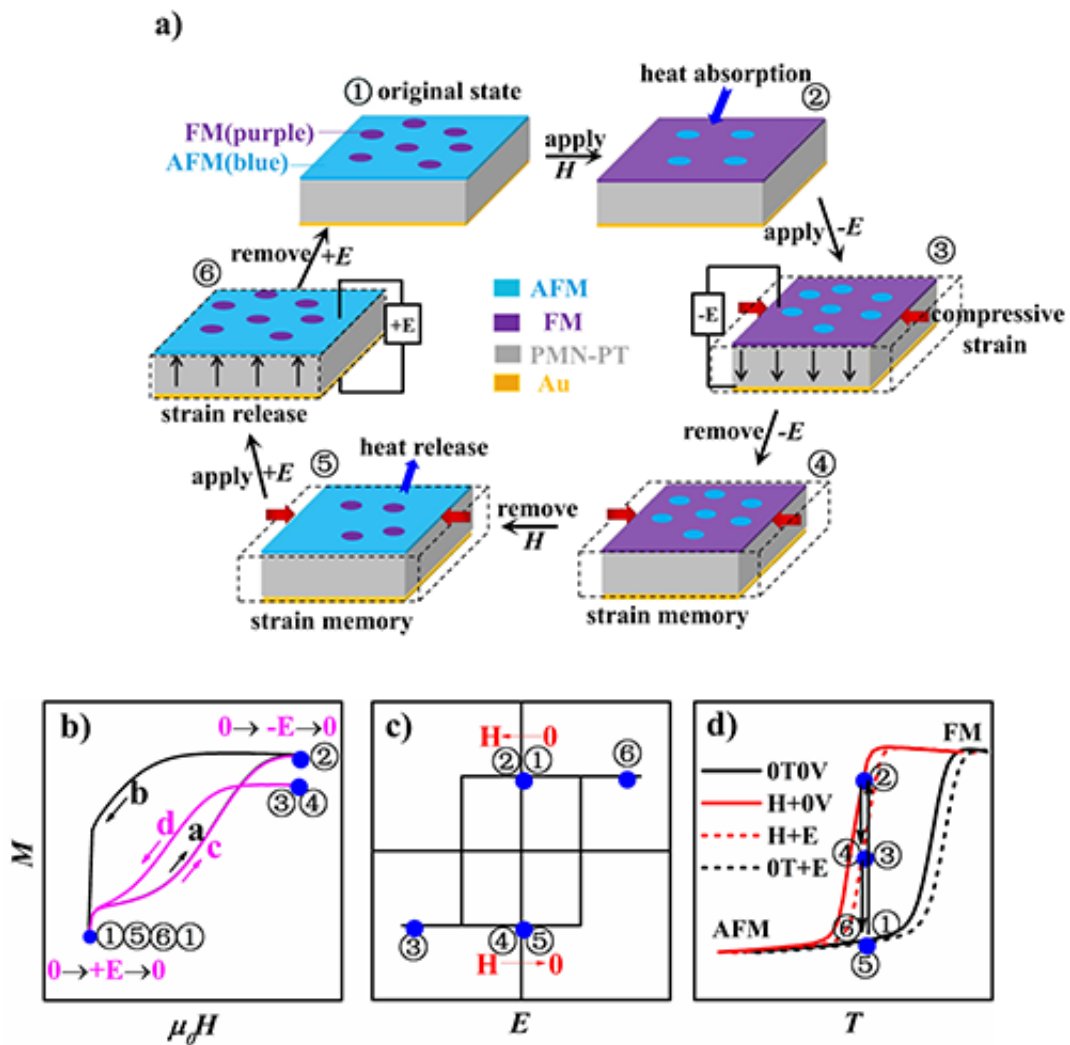 a)
① original state
heat absorption
②
FM(purple)
AFM(blue)
apply
H
apply -E
remove +E
⑥
③
AFM
FM
PMN-PT
Au
+E
-E
compressive
strain
strain release
remove -E
apply +E
⑤
heat release
④
remove
H
strain memory
strain memory
b)
0→ -E→0
②
③④
b
d
a
c
①⑤⑥①
0→+E→0
M
μ₀H
c)
H←0
②①
⑥
③
④⑤
H→0
E
d)
FM
0T0V
H+0V
H+E
0T+E
②
④③
⑥①
AFM
⑤
T